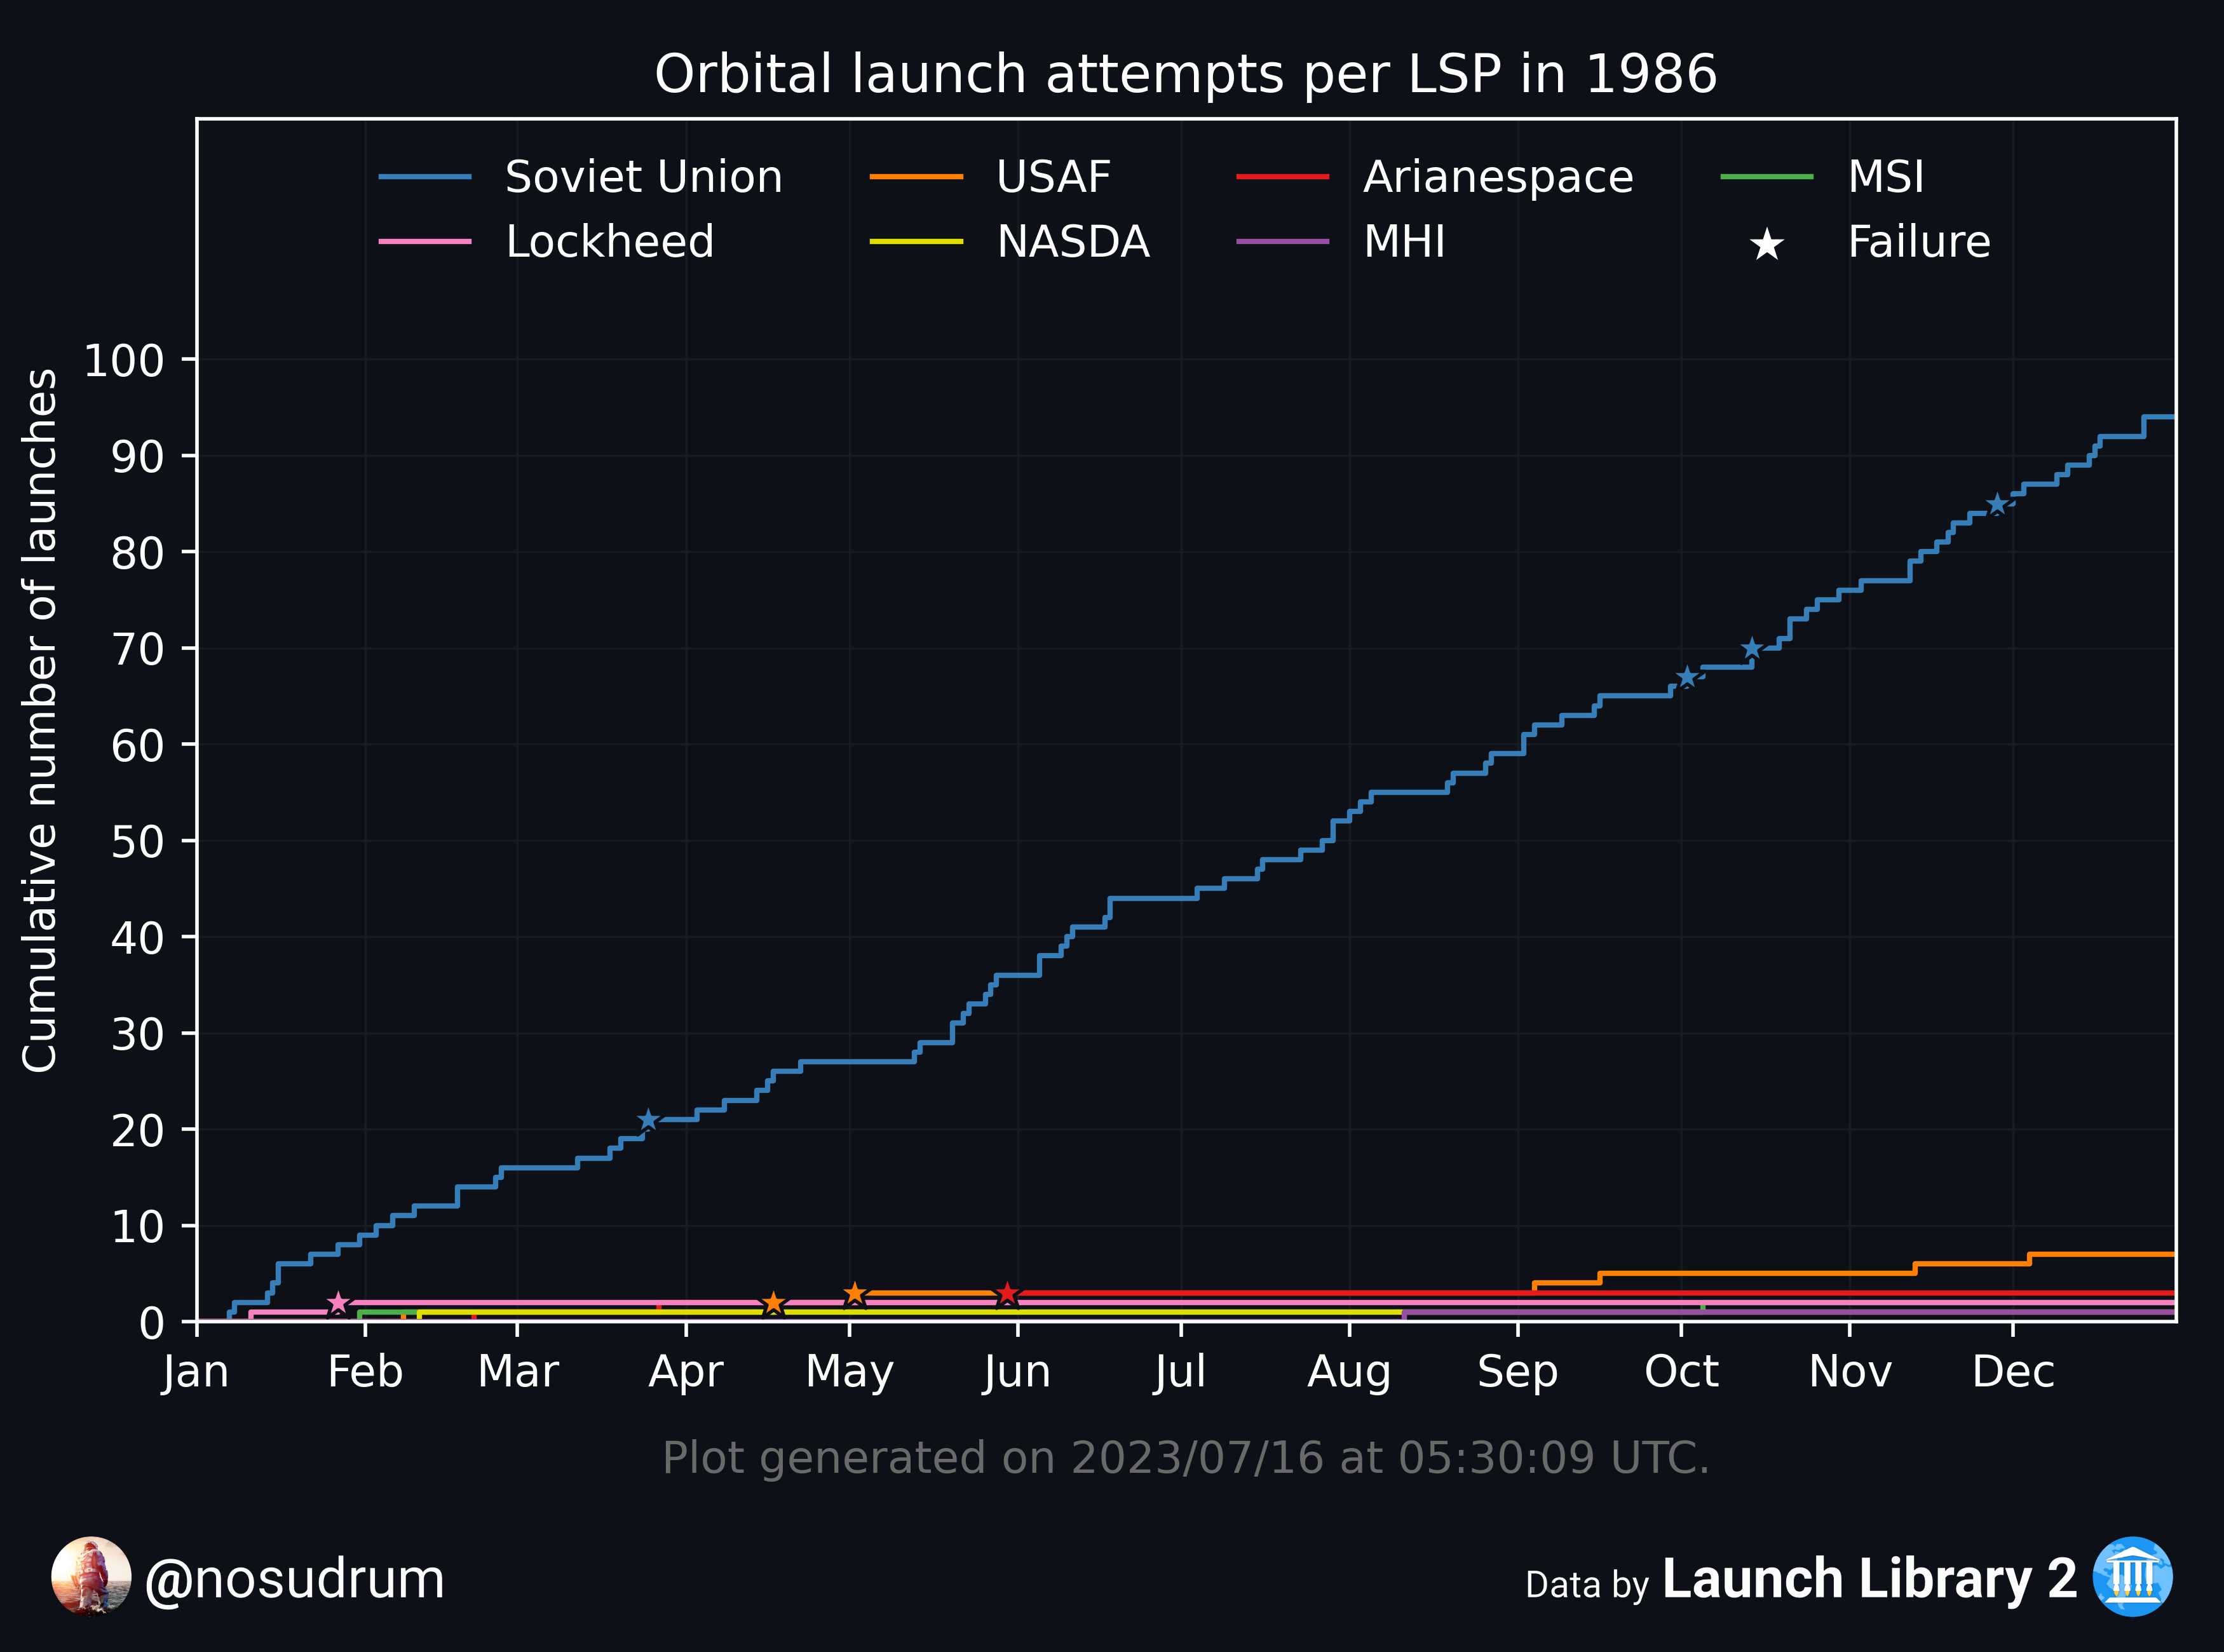 Orbital launch attempts per LSP in 1986
Soviet Union
USAF
Arianespace
MSI
Lockheed
NASDA
MHI
Failure
Cumulative number of launches
100
90
80
70
60
50
40
30
20
10
0
Jan
Feb
Mar
Apr
May
Jun
Jul
Aug
Sep
Oct
Nov
Dec
Plot generated on 2023/07/16 at 05:30:09 UTC.
@nosudrum
Data by Launch Library 2